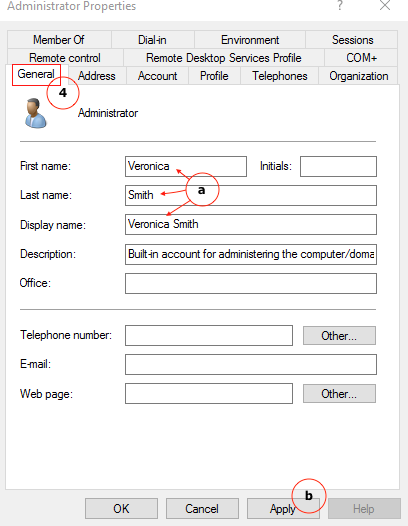 Administrator Properties ? ×
Member Of Dial-in Environment Sessions
Remote control Remote Desktop Services Profile COM+
General Address Account Profile Telephones Organization
4
Administrator
First name: Veronica Initials:
a
Last name: Smith
Display name: Veronica Smith
Description: Built-in account for administering the computer/doma
Office:
Telephone number: Other...
E-mail:
Web page: Other...
b
OK Cancel Apply Help